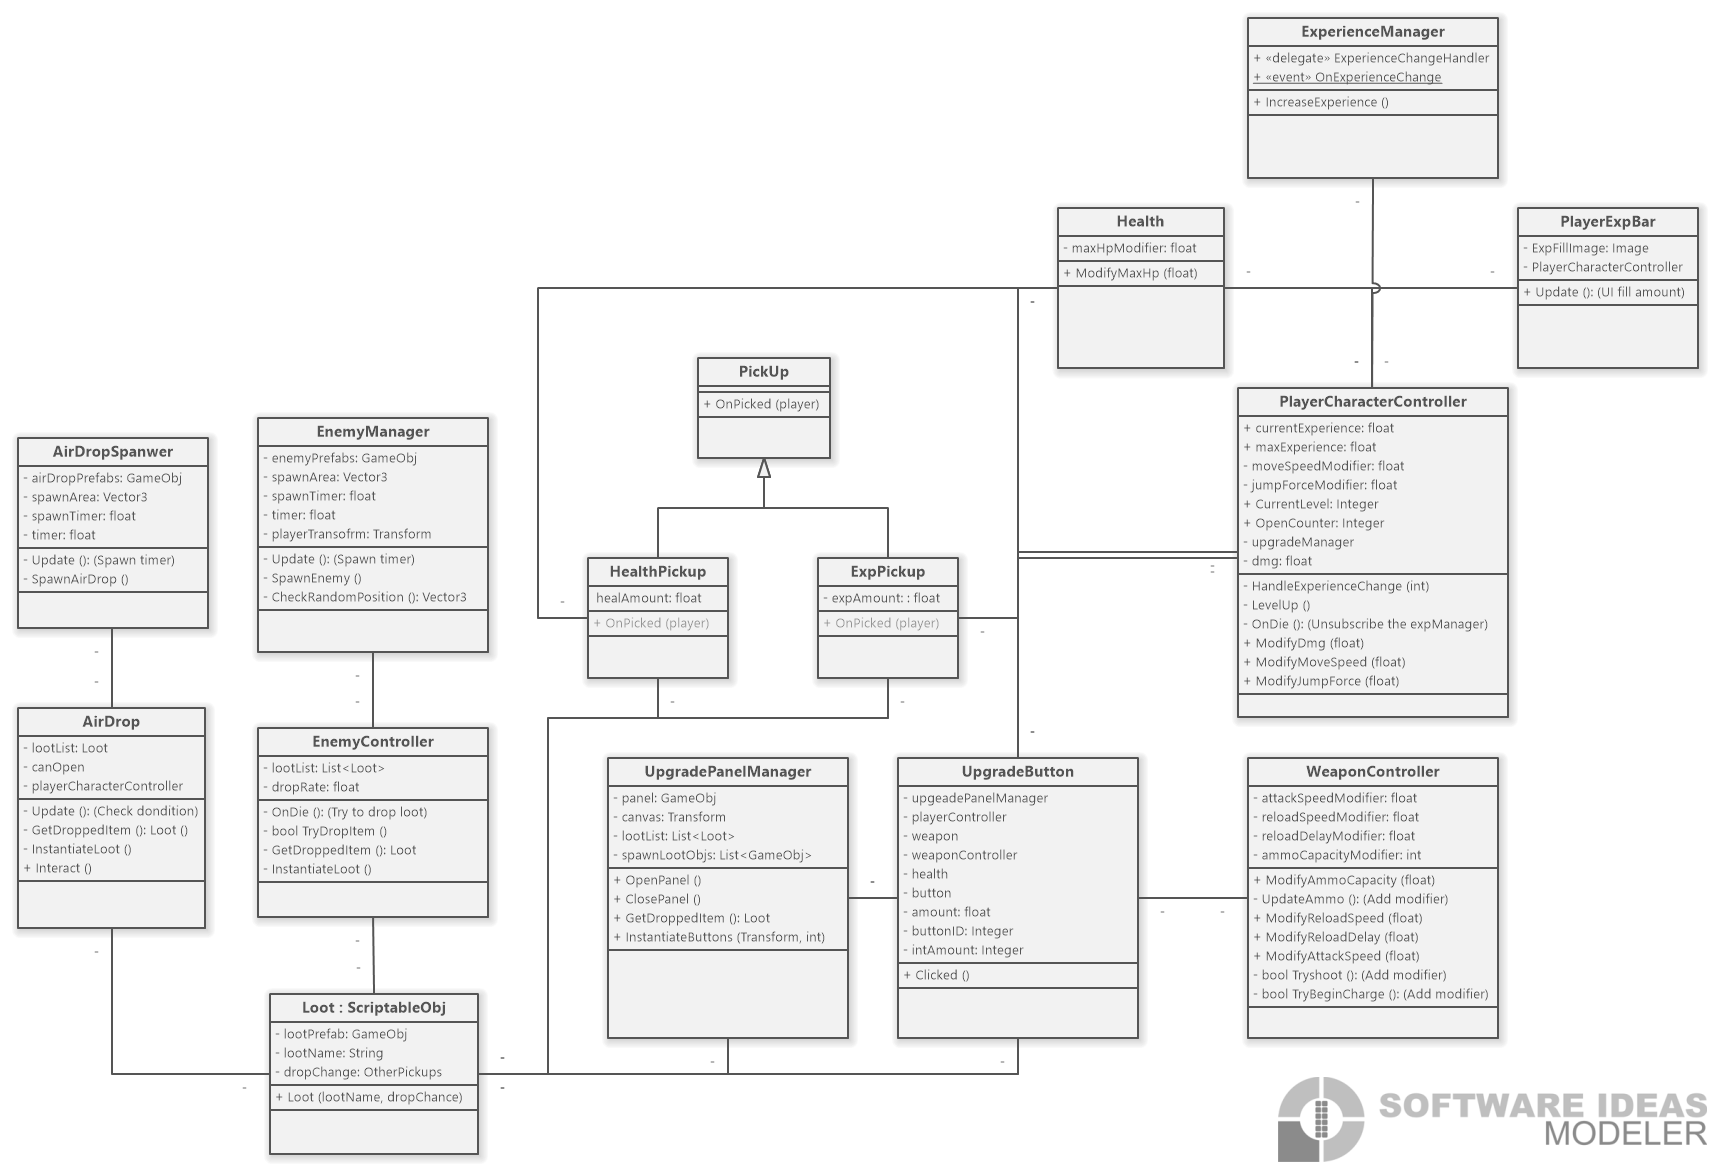 ExperienceManager
+ «delegate» ExperienceChangeHandler
+ «event» OnExperienceChange
+ IncreaseExperience ()
Health
- maxHpModifier: float
+ ModifyMaxHp (float)
PlayerExpBar
- ExpFillImage: Image
- PlayerCharacterController
+ Update (): (UI fill amount)
PickUp
+ OnPicked (player)
PlayerCharacterController
+ currentExperience: float
+ maxExperience: float
- moveSpeedModifier: float
- jumpForceModifier: float
+ CurrentLevel: Integer
+ OpenCounter: Integer
- upgradeManager
- dmg: float
- HandleExperienceChange (int)
- LevelUp ()
- OnDie (): (Unsubscribe the expManager)
+ ModifyDmg (float)
+ ModifyMoveSpeed (float)
+ ModifyJumpForce (float)
AirDropSpanwer
- airDropPrefabs: GameObj
- spawnArea: Vector3
- spawnTimer: float
- timer: float
- Update (): (Spawn timer)
- SpawnAirDrop ()
EnemyManager
- enemyPrefabs: GameObj
- spawnArea: Vector3
- spawnTimer: float
- timer: float
- playerTransofrm: Transform
- Update (): (Spawn timer)
- SpawnEnemy ()
- CheckRandomPosition (): Vector3
HealthPickup
healAmount: float
+ OnPicked (player)
ExpPickup
- expAmount: : float
+ OnPicked (player)
AirDrop
- lootList: Loot
- canOpen
- playerCharacterController
- Update (): (Check dondition)
- GetDroppedItem (): Loot ()
- InstantiateLoot ()
+ Interact ()
EnemyController
- lootList: List<Loot>
- dropRate: float
- OnDie (): (Try to drop loot)
- bool TryDropItem ()
- GetDroppedItem (): Loot
- InstantiateLoot ()
UpgradePanelManager
- panel: GameObj
- canvas: Transform
- lootList: List<Loot>
- spawnLootObjs: List<GameObj>
+ OpenPanel ()
+ ClosePanel ()
+ GetDroppedItem (): Loot
+ InstantiateButtons (Transform, int)
UpgradeButton
- upgeadePanelManager
- playerController
- weapon
- weaponController
- health
- button
- amount: float
- buttonID: Integer
- intAmount: Integer
+ Clicked ()
WeaponController
- attackSpeedModifier: float
- reloadSpeedModifier: float
- reloadDelayModifier: float
- ammoCapacityModifier: int
+ ModifyAmmoCapacity (float)
- UpdateAmmo (): (Add modifier)
+ ModifyReloadSpeed (float)
+ ModifyReloadDelay (float)
+ ModifyAttackSpeed (float)
- bool Tryshoot (): (Add modifier)
- bool TryBeginCharge (): (Add modifier)
Loot : ScriptableObj
- lootPrefab: GameObj
- lootName: String
- dropChange: OtherPickups
+ Loot (lootName, dropChance)
SOFTWARE IDEAS
MODELER